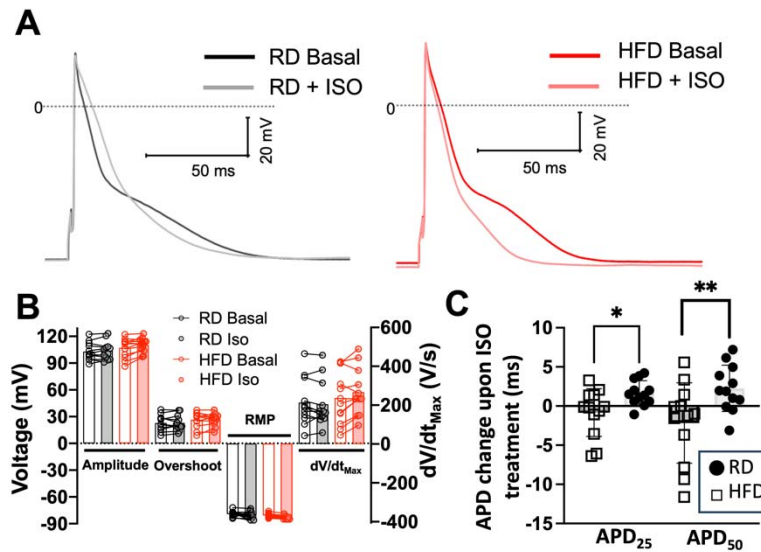 A
RD Basal
RD + ISO
0
20 mV
50 ms
HFD Basal
HFD + ISO
0
20 mV
50 ms
B
RD Basal
RD Iso
HFD Basal
HFD Iso
Voltage (mV)
120
90
60
30
0
-30
-60
-90
Amplitude
Overshoot
RMP
dV/dtMax
600
400
200
0
-200
-400
dV/dtMax (V/s)
C
*
**
APD change upon ISO
treatment (ms)
10
5
0
-5
-10
-15
RD
HFD
APD25
APD50